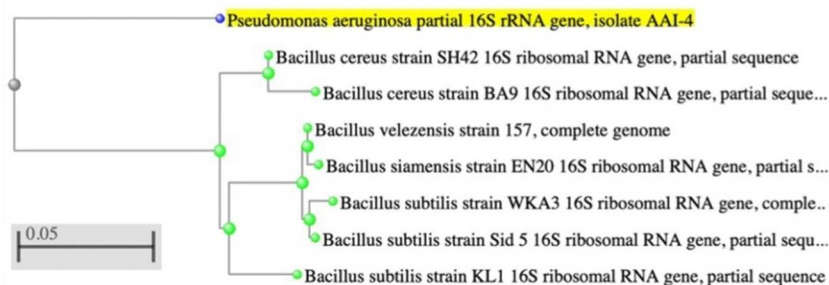 Pseudomonas aeruginosa partial 16S rRNA gene, isolate AAI-4
Bacillus cereus strain SH42 16S ribosomal RNA gene, partial sequence
Bacillus cereus strain BA9 16S ribosomal RNA gene, partial seque...
Bacillus velezensis strain 157, complete genome
Bacillus siamensis strain EN20 16S ribosomal RNA gene, partial s...
Bacillus subtilis strain WKA3 16S ribosomal RNA gene, comple..
Bacillus subtilis strain Sid 5 16S ribosomal RNA gene, partial sequ...
Bacillus subtilis strain KL1 16S ribosomal RNA gene, partial sequence
0.05